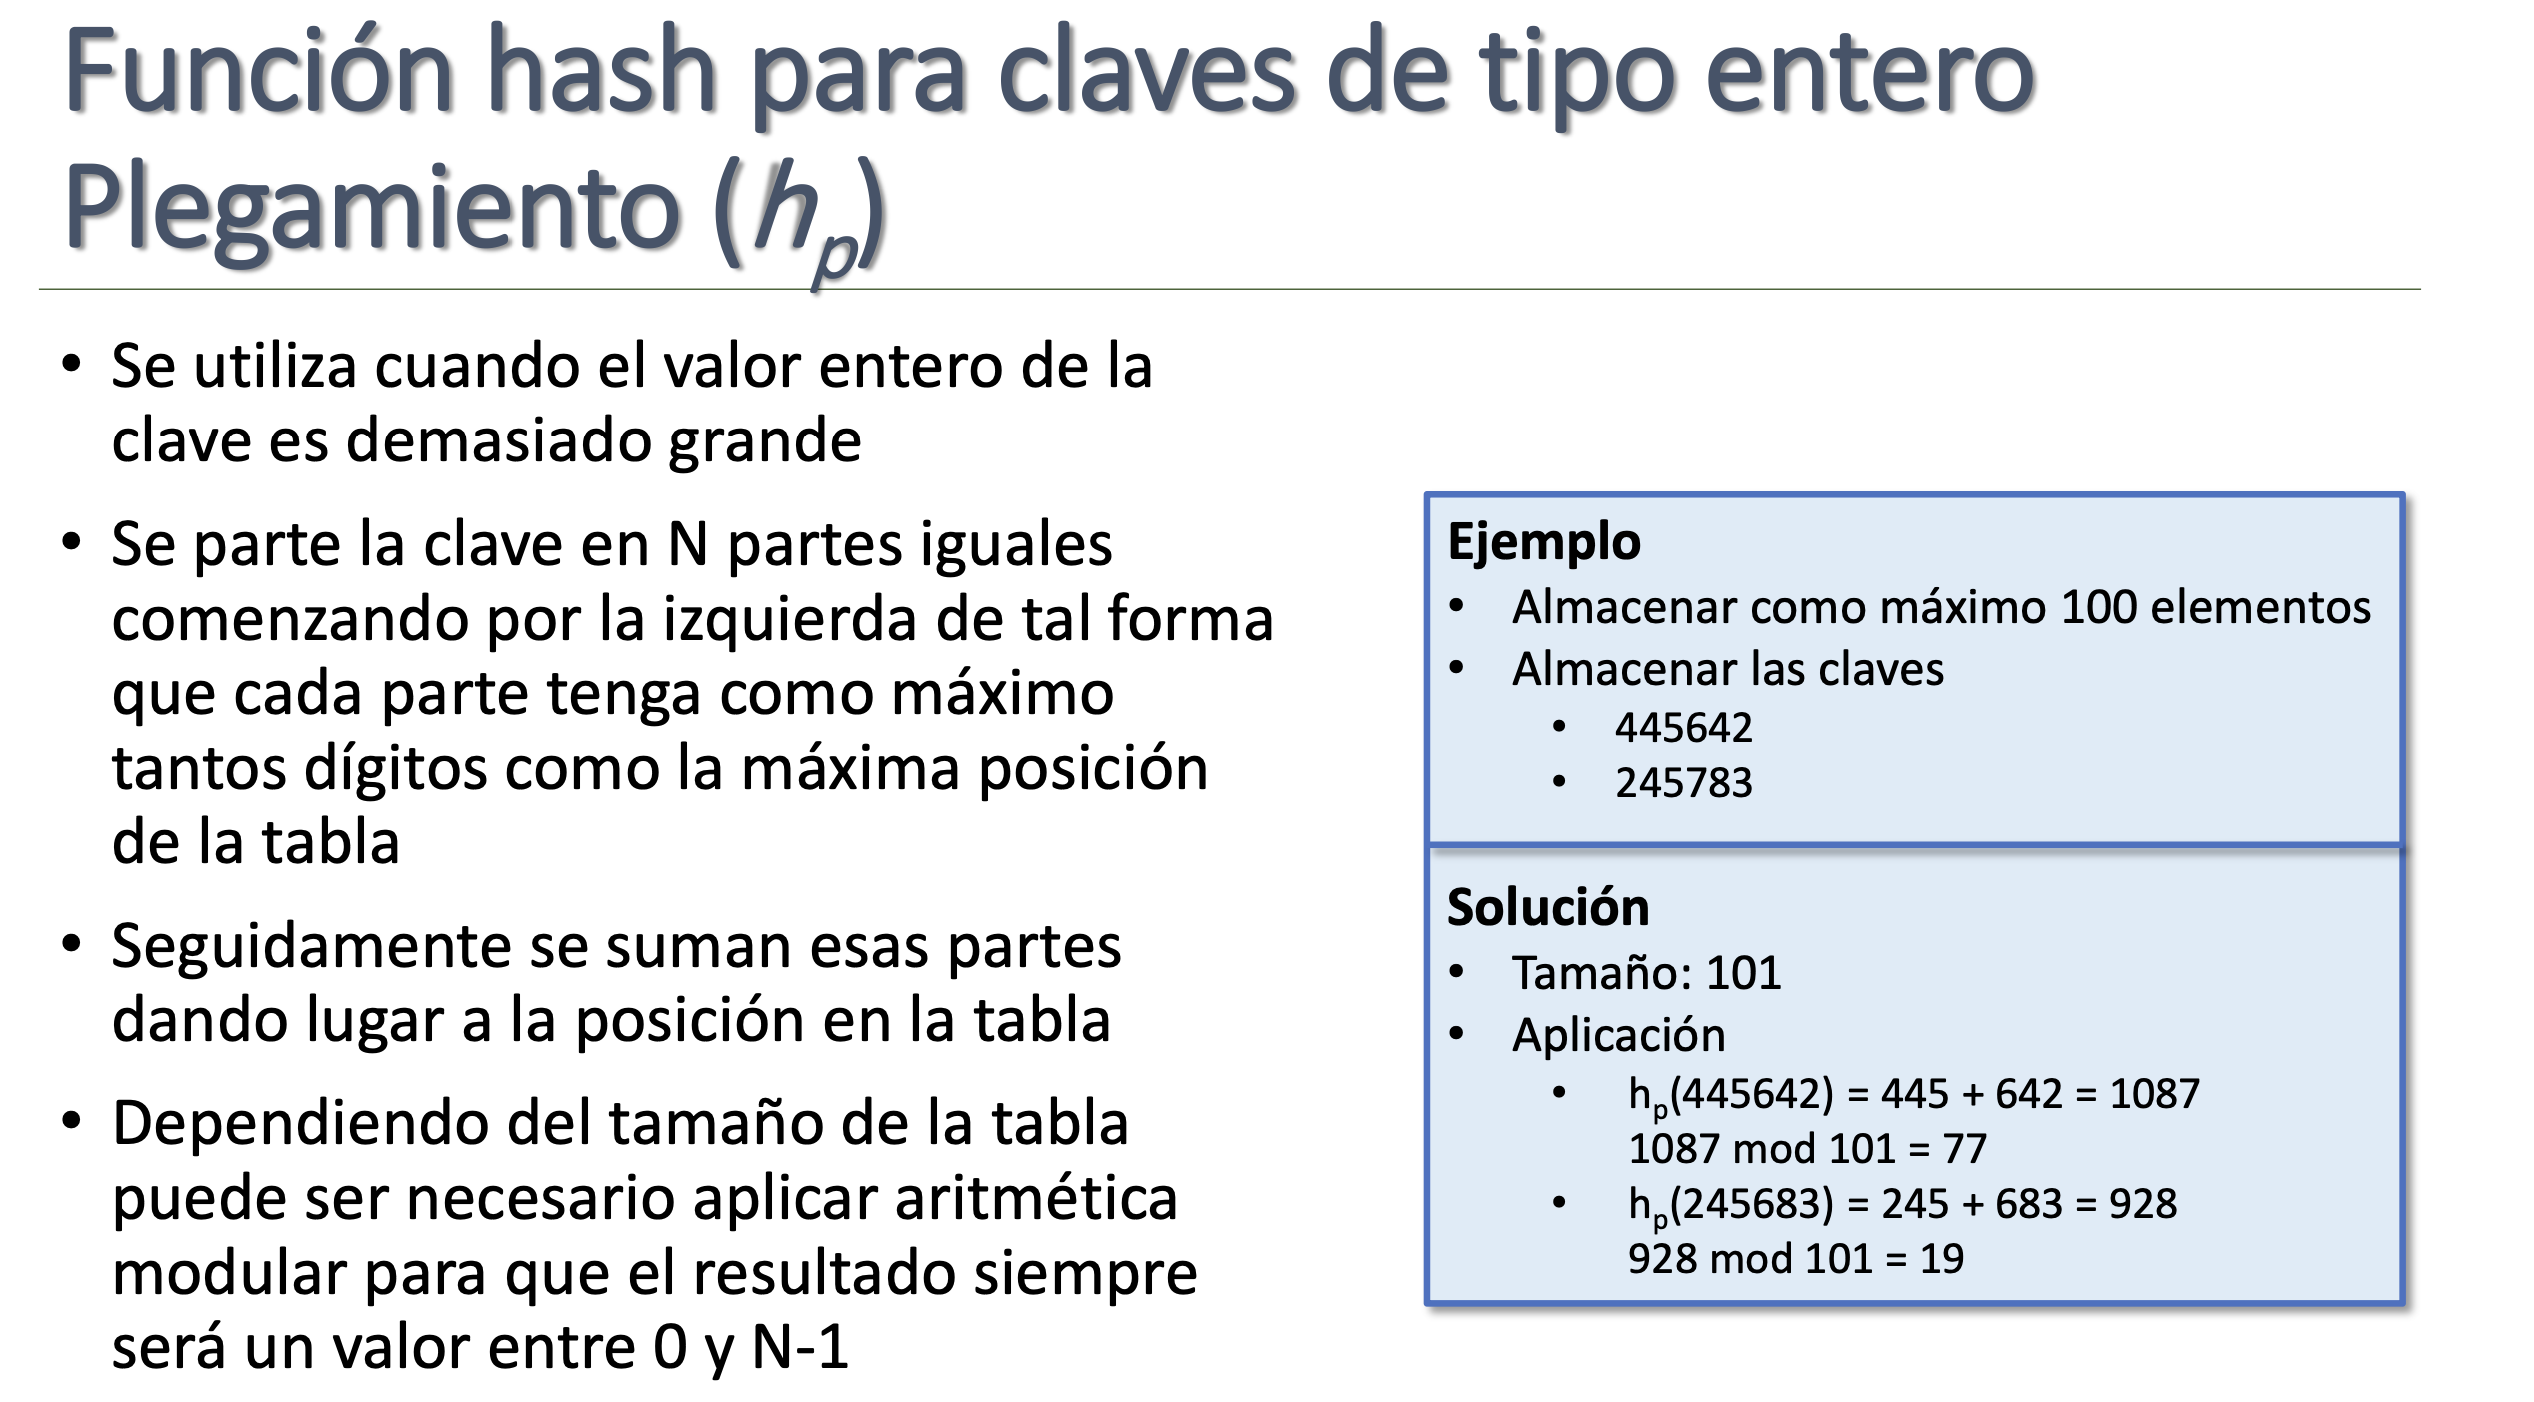 Función hash para claves de tipo entero
Plegamiento (hp)
• Se utiliza cuando el valor entero de la
clave es demasiado grande
• Se parte la clave en N partes iguales
comenzando por la izquierda de tal forma
que cada parte tenga como máximo
tantos dígitos como la máxima posición
de la tabla
• Seguidamente se suman esas partes
dando lugar a la posición en la tabla
• Dependiendo del tamaño de la tabla
puede ser necesario aplicar aritmética
modular para que el resultado siempre
será un valor entre 0 y N-1
Ejemplo
• Almacenar como máximo 100 elementos
• Almacenar las claves
• 445642
• 245783
Solución
• Tamaño: 101
• Aplicación
• hp(445642) = 445 + 642 = 1087
1087 mod 101 = 77
• hp(245683) = 245 + 683 = 928
928 mod 101 = 19